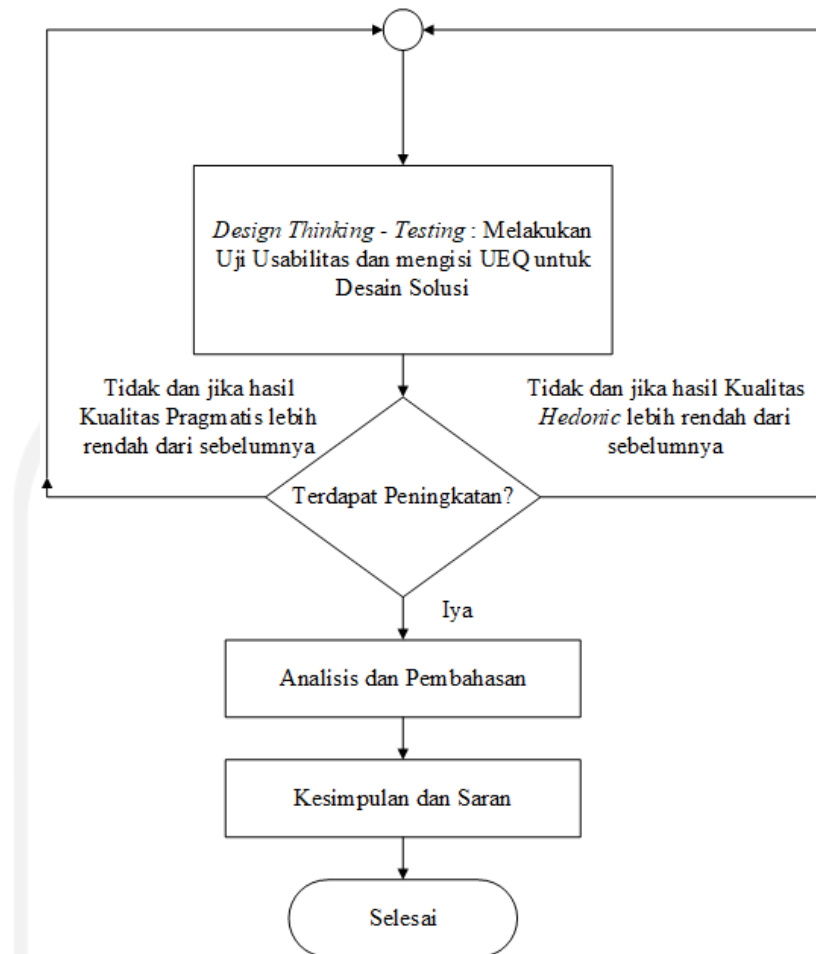 Design Thinking - Testing : Melakukan
Uji Usabilitas dan mengisi UEQ untuk
Desain Solusi
Tidak dan jika hasil
Kualitas Pragmatis lebih
rendah dari sebelumnya
Tidak dan jika hasil Kualitas
Hedonic lebih rendah dari
sebelumnya
Terdapat Peningkatan?
Iya
Analisis dan Pembahasan
Kesimpulan dan Saran
Selesai